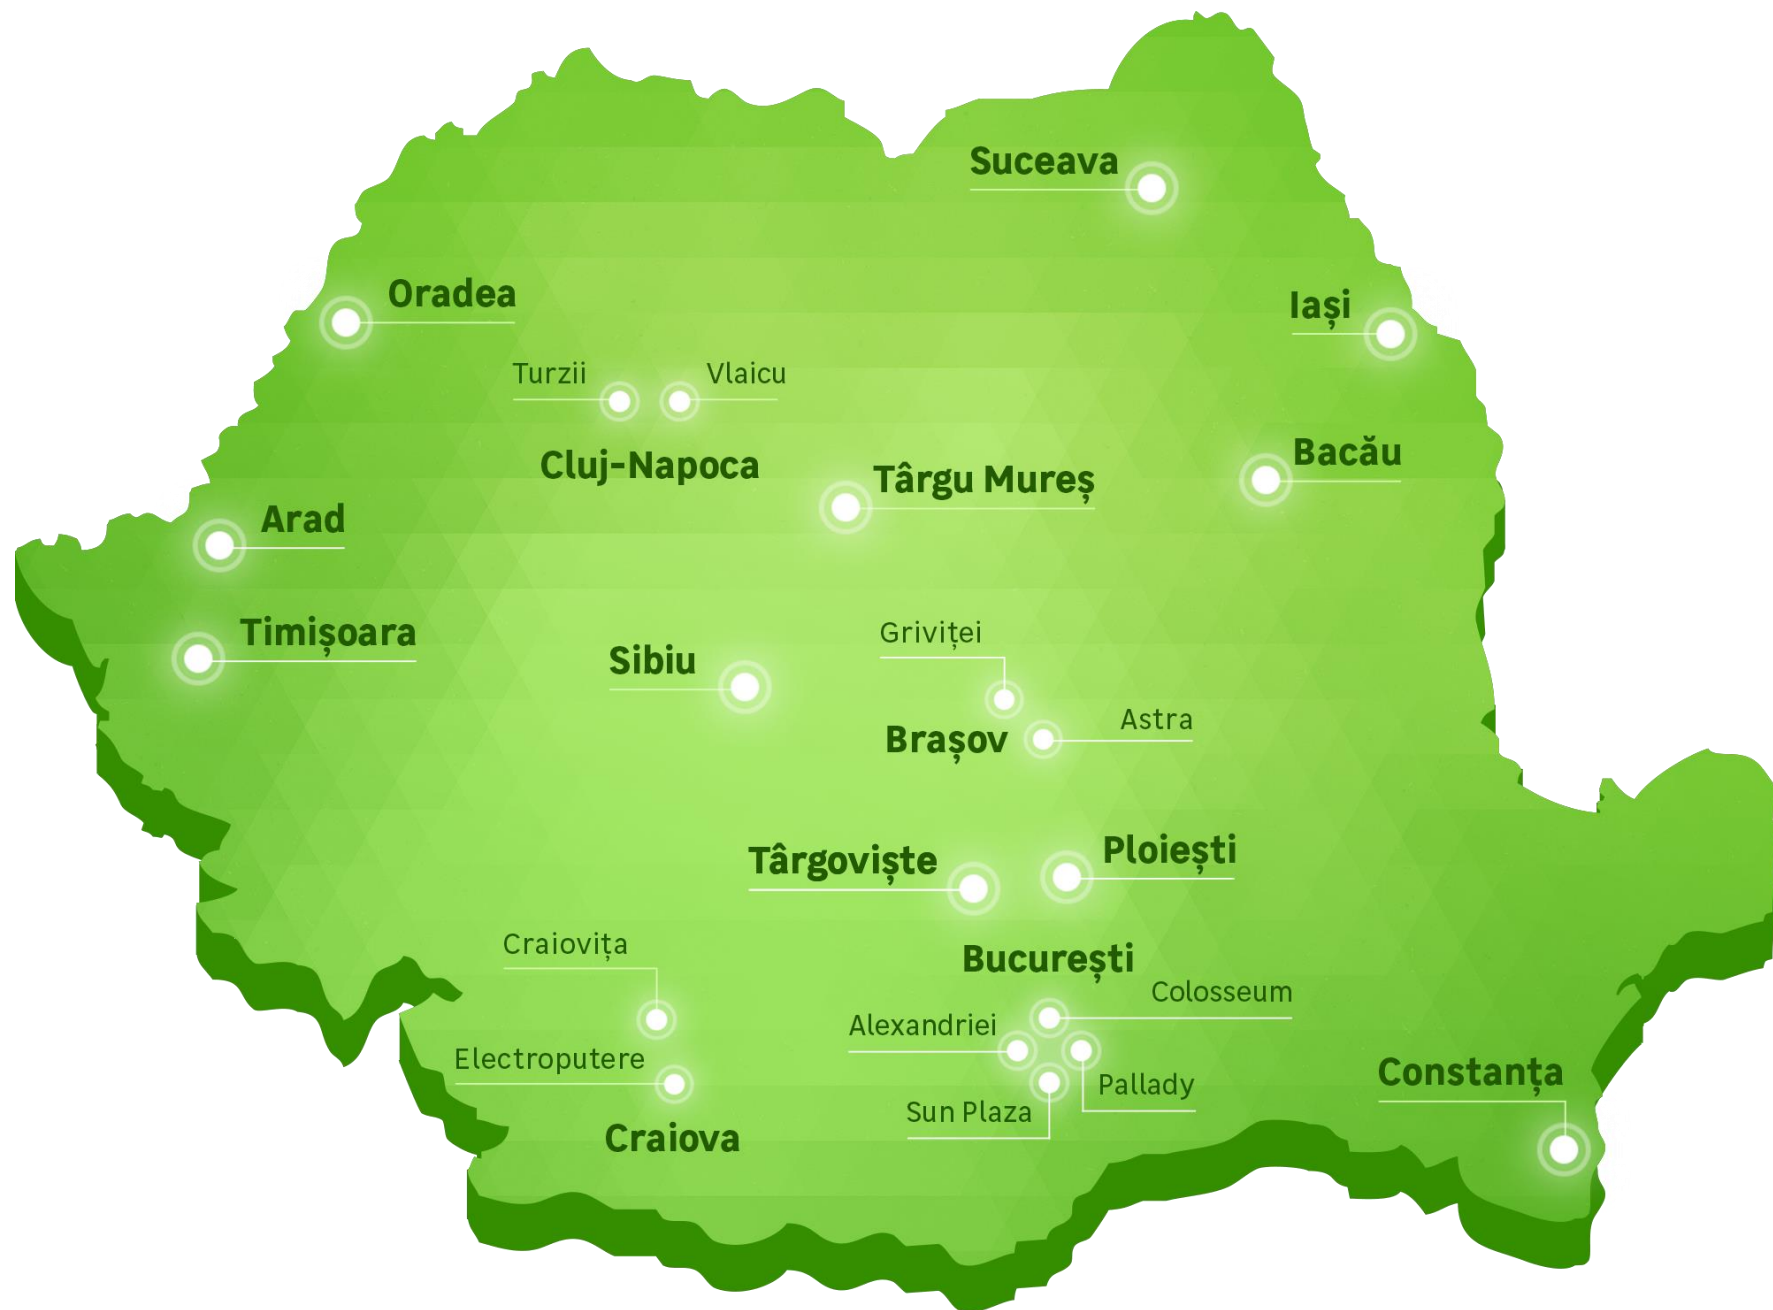 Suceava
Oradea
Iași
Turzii
Vlaicu
Cluj-Napoca
Târgu Mureș
Bacău
Arad
Timișoara
Sibiu
Griviței
Brașov
Astra
Târgoviște
Ploiești
București
Craiovița
Colosseum
Alexandriei
Electroputere
Pallady
Sun Plaza
Constanța
Craiova